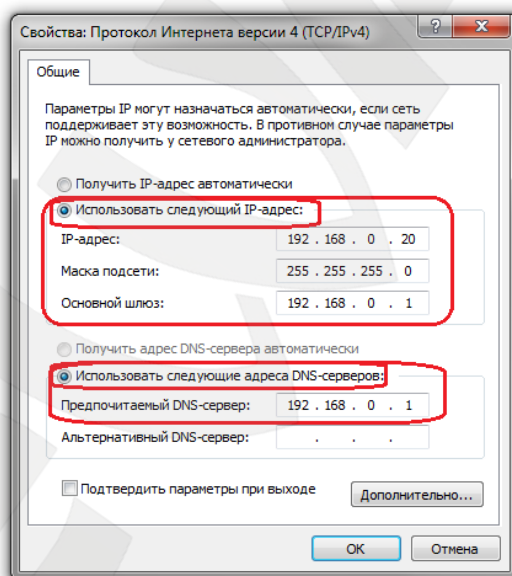 Свойства: Протокол Интернета версии 4 (TCP/IPv4)
Общие
Параметры IP могут назначаться автоматически, если сеть
поддерживает эту возможность. В противном случае параметры
IP можно получить у сетевого администратора.
Получить IP-адрес автоматически
Использовать следующий IP-адрес:
IP-адрес: 192 . 168 . 0 . 20
Маска подсети: 255 . 255 . 255 . 0
Основной шлюз: 192 . 168 . 0 . 1
Получить адрес DNS-сервера автоматически
Использовать следующие адреса DNS-серверов:
Предпочитаемый DNS-сервер: 192 . 168 . 0 . 1
Альтернативный DNS-сервер: . . .
Подтвердить параметры при выходе
Дополнительно...
ОК Отмена